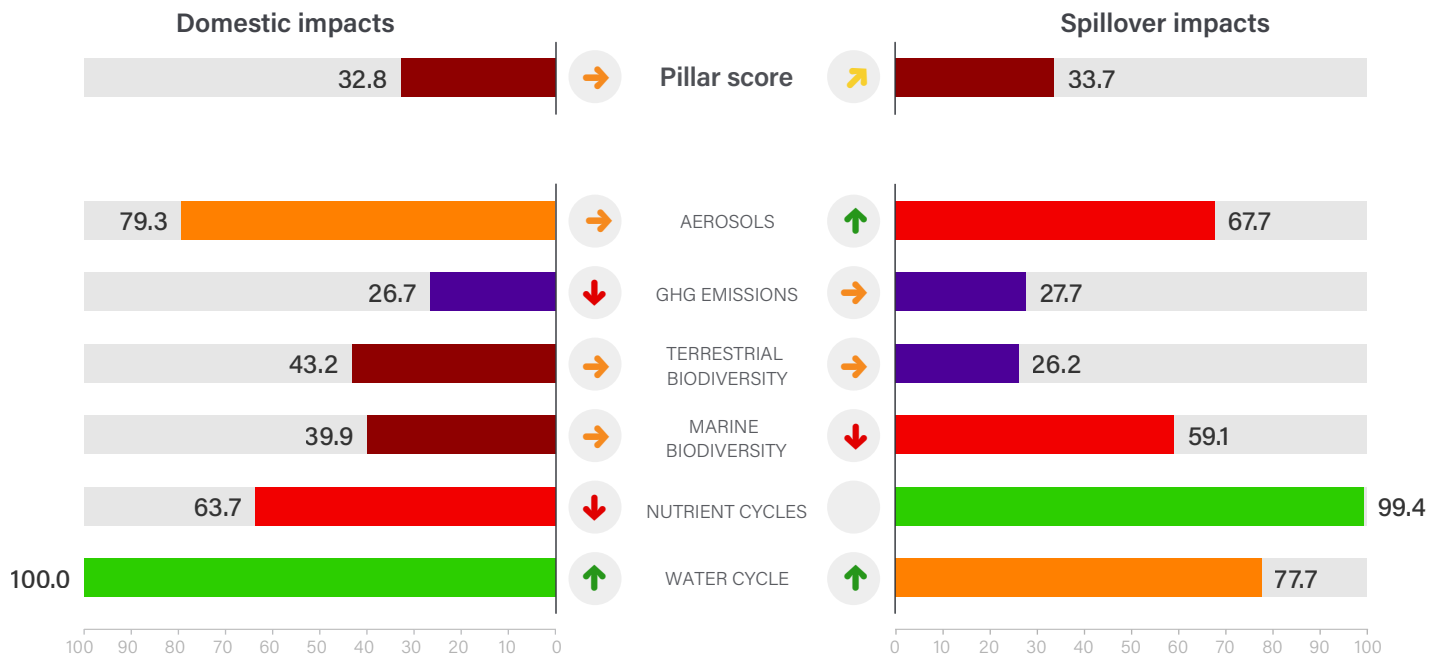 Domestic impacts
Spillover impacts
32.8
Pillar score
33.7
79.3
AEROSOLS
67.7
26.7
GHG EMISSIONS
27.7
43.2
TERRESTRIAL
BIODIVERSITY
26.2
39.9
MARINE
BIODIVERSITY
59.1
63.7
NUTRIENT CYCLES
99.4
100.0
WATER CYCLE
77.7
100 90 80 70 60 50 40 30 20 10 0
0 10 20 30 40 50 60 70 80 90 100